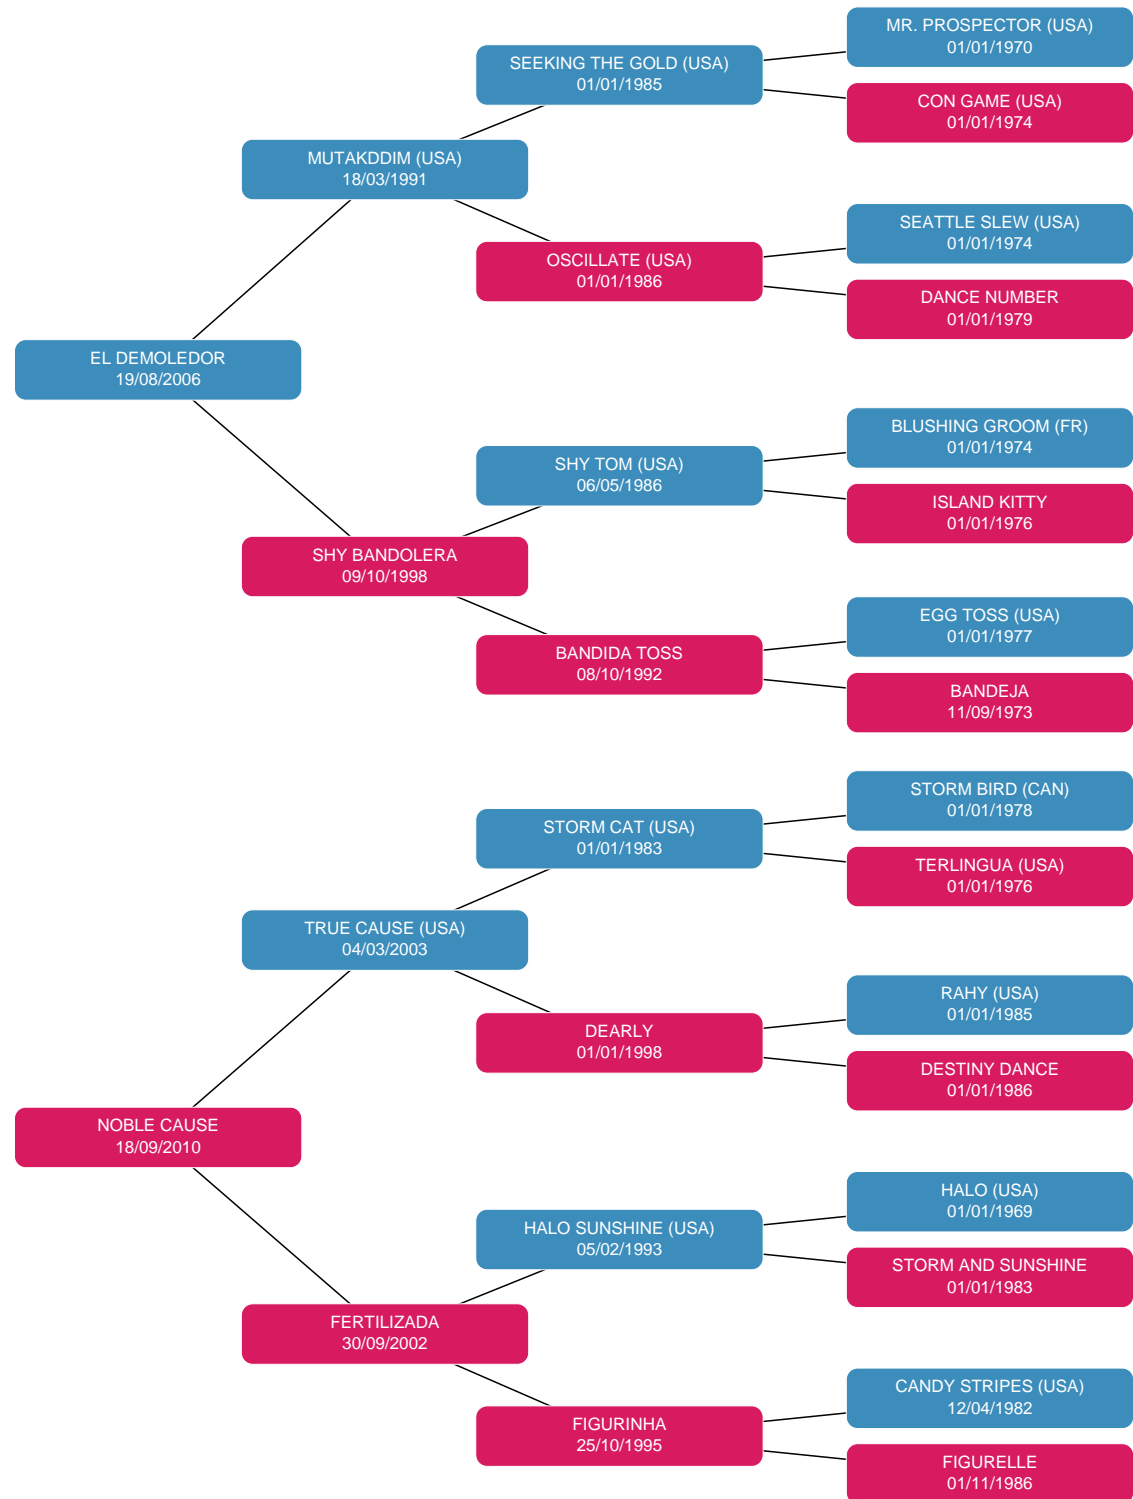 MR. PROSPECTOR (USA)
01/01/1970
SEEKING THE GOLD (USA)
01/01/1985
CON GAME (USA)
01/01/1974
MUTAKDDIM (USA)
18/03/1991
SEATTLE SLEW (USA)
01/01/1974
OSCILLATE (USA)
01/01/1986
DANCE NUMBER
01/01/1979
EL DEMOLEDOR
19/08/2006
BLUSHING GROOM (FR)
01/01/1974
SHY TOM (USA)
06/05/1986
ISLAND KITTY
01/01/1976
SHY BANDOLERA
09/10/1998
EGG TOSS (USA)
01/01/1977
BANDIDA TOSS
08/10/1992
BANDEJA
11/09/1973
STORM BIRD (CAN)
01/01/1978
STORM CAT (USA)
01/01/1983
TERLINGUA (USA)
01/01/1976
TRUE CAUSE (USA)
04/03/2003
RAHY (USA)
01/01/1985
DEARLY
01/01/1998
DESTINY DANCE
01/01/1986
NOBLE CAUSE
18/09/2010
HALO (USA)
01/01/1969
HALO SUNSHINE (USA)
05/02/1993
STORM AND SUNSHINE
01/01/1983
FERTILIZADA
30/09/2002
CANDY STRIPES (USA)
12/04/1982
FIGURINHA
25/10/1995
FIGURELLE
01/11/1986